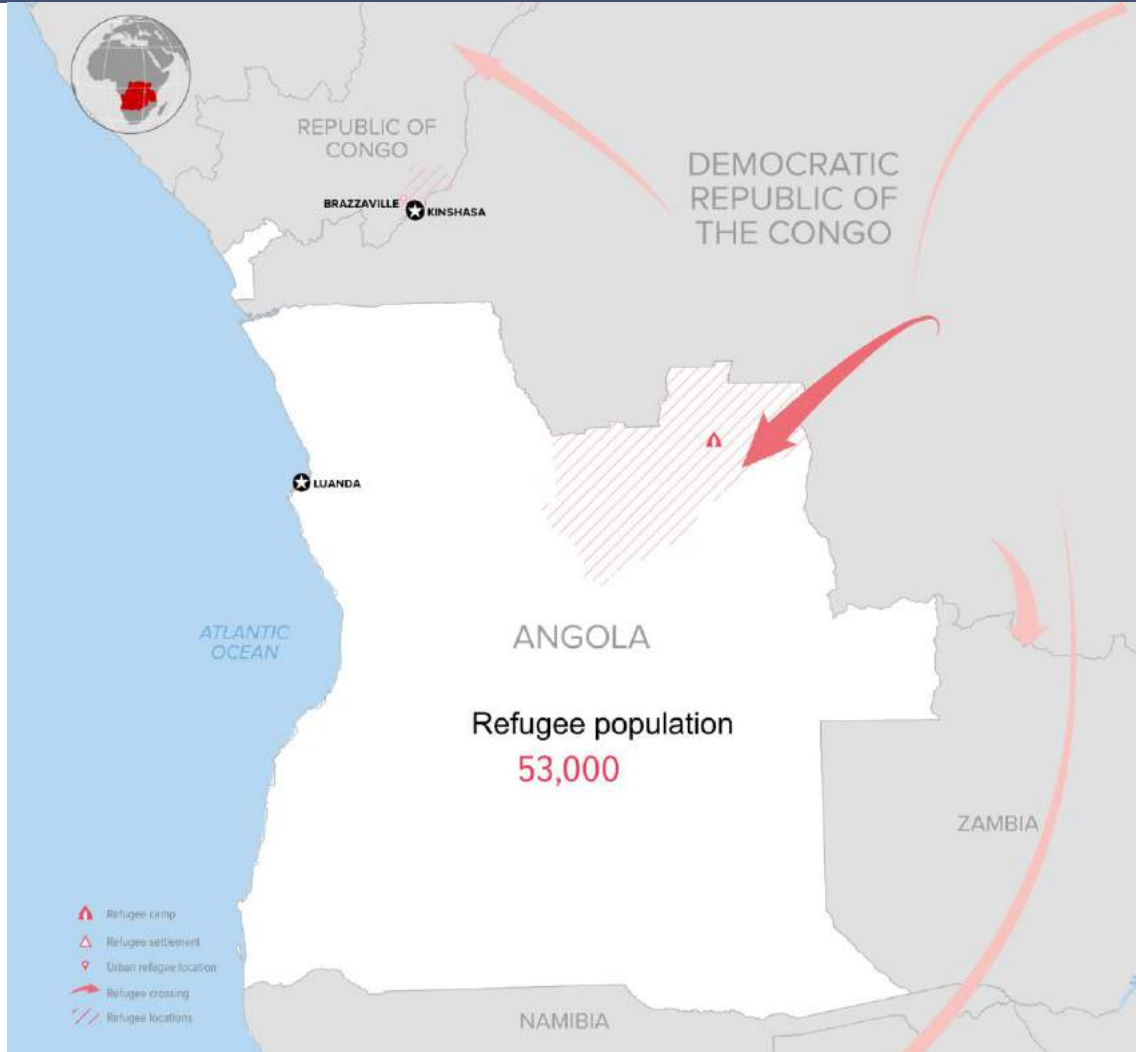 REPUBLIC OF
CONGO
DEMOCRATIC
REPUBLIC OF
THE CONGO
BRAZZAVILLE
KINSHASA
LUANDA
ATLANTIC
OCEAN
ANGOLA
Refugee population
53,000
ZAMBIA
Refugee camp
Refugee settlement
Urban refugee location
Refugee crossing
Refugee locations
NAMIBIA